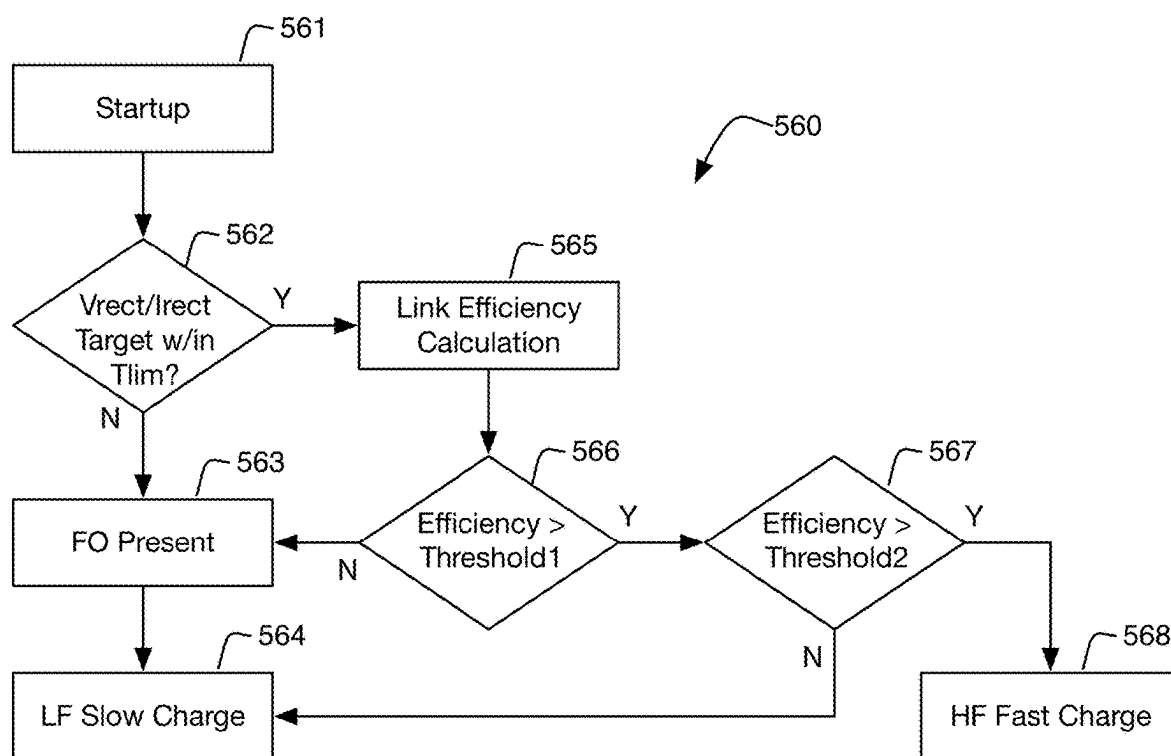 561
Startup
560
562
Vrect/Irect
Target w/in
Tlim?
Y
N
565
Link Efficiency
Calculation
563
FO Present
566
Efficiency >
Threshold1
N
Y
567
Efficiency >
Threshold2
Y
N
564
LF Slow Charge
568
HF Fast Charge